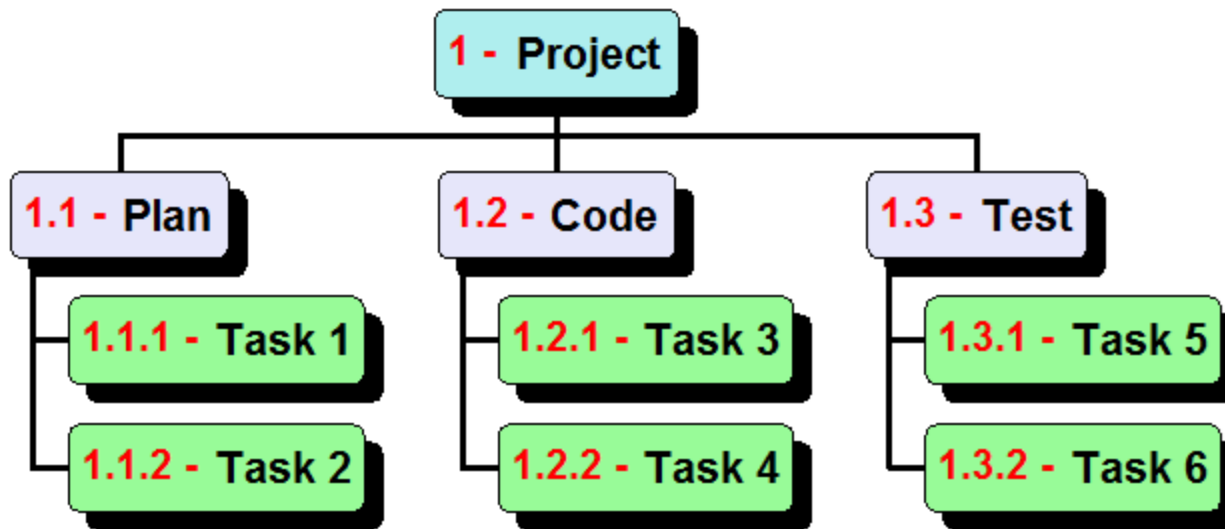 1 - Project
1.1 - Plan
1.2 - Code
1.3 - Test
1.1.1 - Task 1
1.2.1 - Task 3
1.3.1 - Task 5
1.1.2 - Task 2
1.2.2 - Task 4
1.3.2 - Task 6